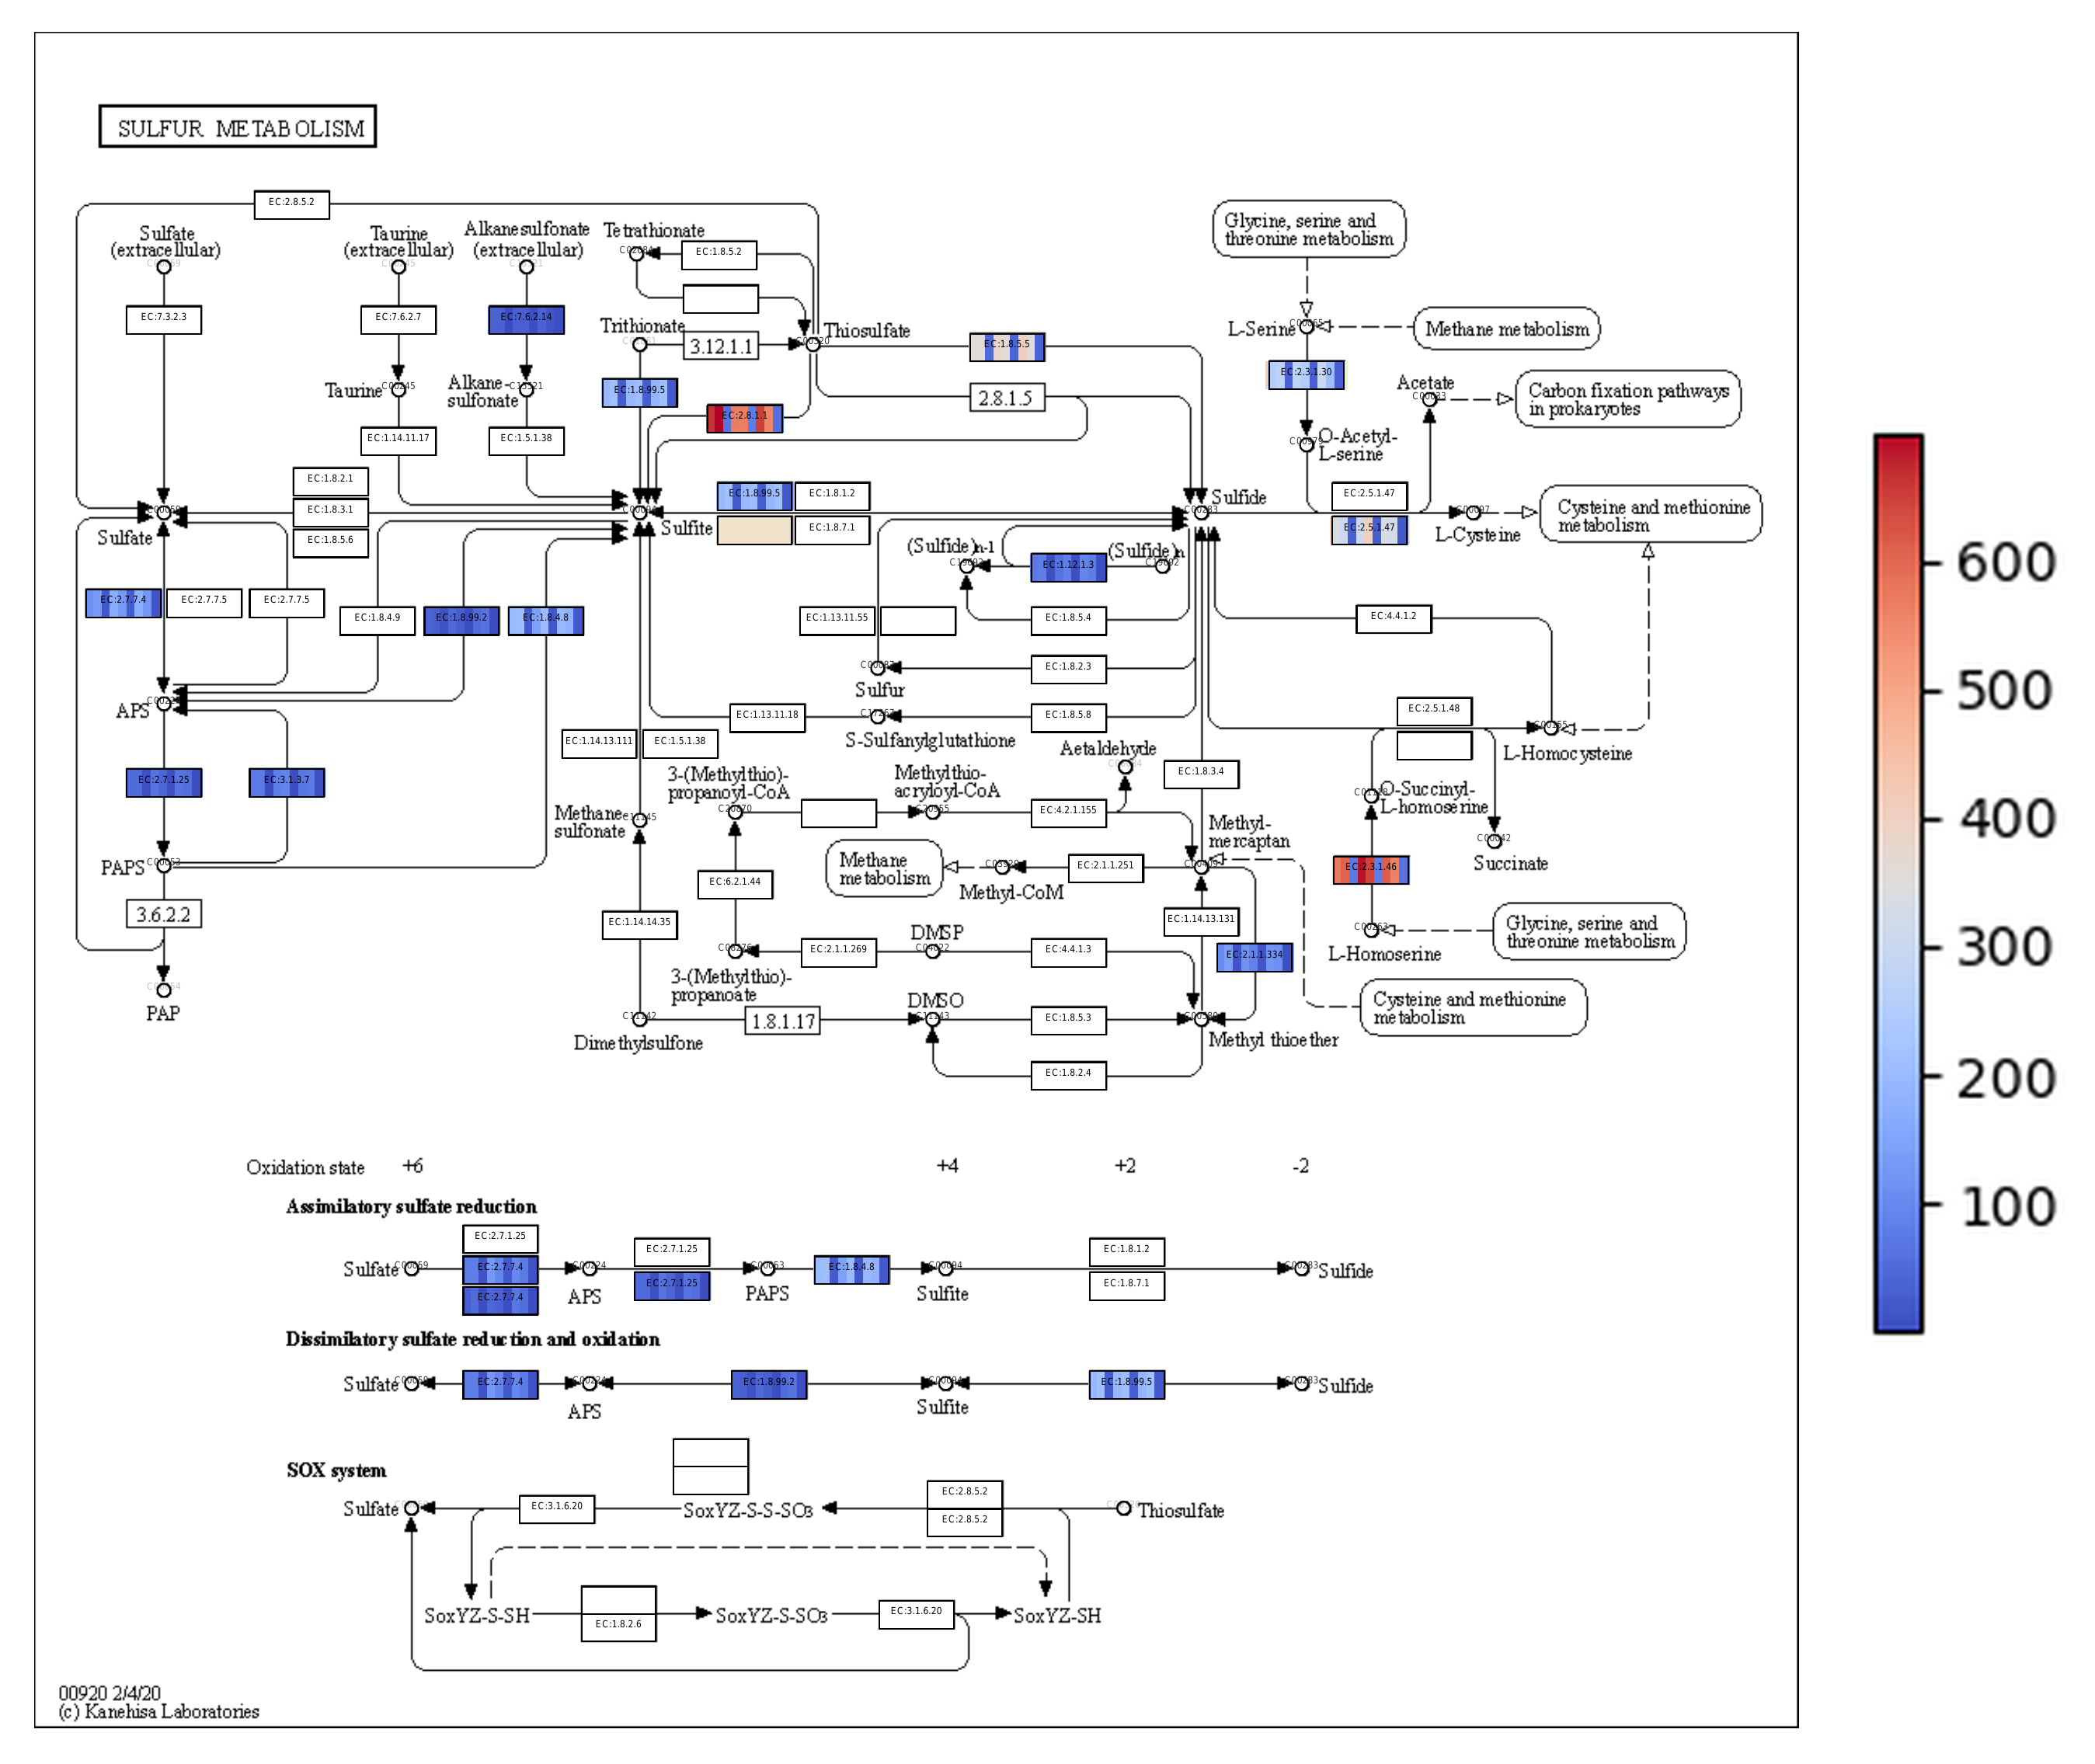 SULFUR METABOLISM
EC:2.8.5.2
Sulfate
(extracellular)
Taurine
(extracellular)
Alkanesulfonate
(extracellular)
Tetrathionate
EC:1.8.5.2
Glycine, serine and
threonine metabolism
EC:7.3.2.3
EC:7.6.2.7
EC:7.6.2.14
Trithionate
3.12.1.1
Thiosulfate
EC:1.8.5.5
L-Serine
Methane metabolism
EC:2.3.1.30
Taurine
C00245
Alkane-
sulfonate
EC:1.8.99.5
2.8.1.5
Acetate
Carbon fixation pathways
in prokaryotes
EC:2.8.1.1
EC:1.14.11.17
EC:1.5.1.38
O-Acetyl-
L-serine
EC:1.8.2.1
EC:1.8.3.1
EC:1.8.5.6
EC:1.8.99.5
EC:1.8.1.2
EC:1.8.7.1
Sulfate
Sulfite
Sulfide
EC:2.5.1.47
EC:2.5.1.47
L-Cysteine
Cysteine and methionine
metabolism
(Sulfide)n-1
EC:1.12.1.3
(Sulfide)n
EC:2.7.7.4
EC:2.7.7.5
EC:2.7.7.5
EC:1.8.4.9
EC:1.8.99.2
EC:1.8.4.8
EC:1.13.11.55
EC:1.8.5.4
EC:4.4.1.2
EC:1.8.2.3
Sulfur
APS
EC:1.13.11.18
EC:1.8.5.8
S-Sulfanylglutathione
EC:2.5.1.48
L-Homocysteine
EC:1.14.13.111
EC:1.5.1.38
Aetaldehyde
EC:2.7.1.25
EC:3.1.3.7
3-(Methylthio)-
propanoyl-CoA
Methylthio-
acryloyl-CoA
EC:1.8.3.4
O-Succinyl-
L-homoserine
Methane-
sulfonate
EC:4.2.1.155
Methyl-
mercaptan
Succinate
PAPS
Methane
metabolism
Methyl-CoM
EC:2.1.1.251
EC:2.3.1.46
EC:6.2.1.44
3.6.2.2
EC:1.14.14.35
EC:1.14.13.131
Glycine, serine and
threonine metabolism
DMSP
EC:2.1.1.269
EC:4.4.1.3
EC:2.1.1.334
L-Homoserine
3-(Methylthio)-
propanoate
PAP
DMSO
Cysteine and methionine
metabolism
C11142
1.8.1.17
C11143
EC:1.8.5.3
Dimethylsulfone
Methyl thioether
EC:1.8.2.4
Oxidation state +6 +4 +2 -2
Assimilatory sulfate reduction
EC:2.7.1.25
EC:2.7.1.25
EC:1.8.1.2
Sulfate C00059
EC:2.7.7.4
C00224
C00053
EC:1.8.4.8
C00094
C00283 Sulfide
EC:2.7.7.4
APS
EC:2.7.1.25
PAPS
Sulfite
EC:1.8.7.1
Dissimilatory sulfate reduction and oxidation
Sulfate
EC:2.7.7.4
EC:1.8.99.2
EC:1.8.99.5
C00283 Sulfide
APS
Sulfite
SOX system
Sulfate
EC:3.1.6.20
SoxYZ-S-S-SO3
EC:2.8.5.2
EC:2.8.5.2
Thiosulfate
SoxYZ-S-SH
EC:1.8.2.6
SoxYZ-S-SO3
EC:3.1.6.20
SoxYZ-SH
00920 2/4/20
(c) Kanehisa Laboratories
600
500
400
300
200
100